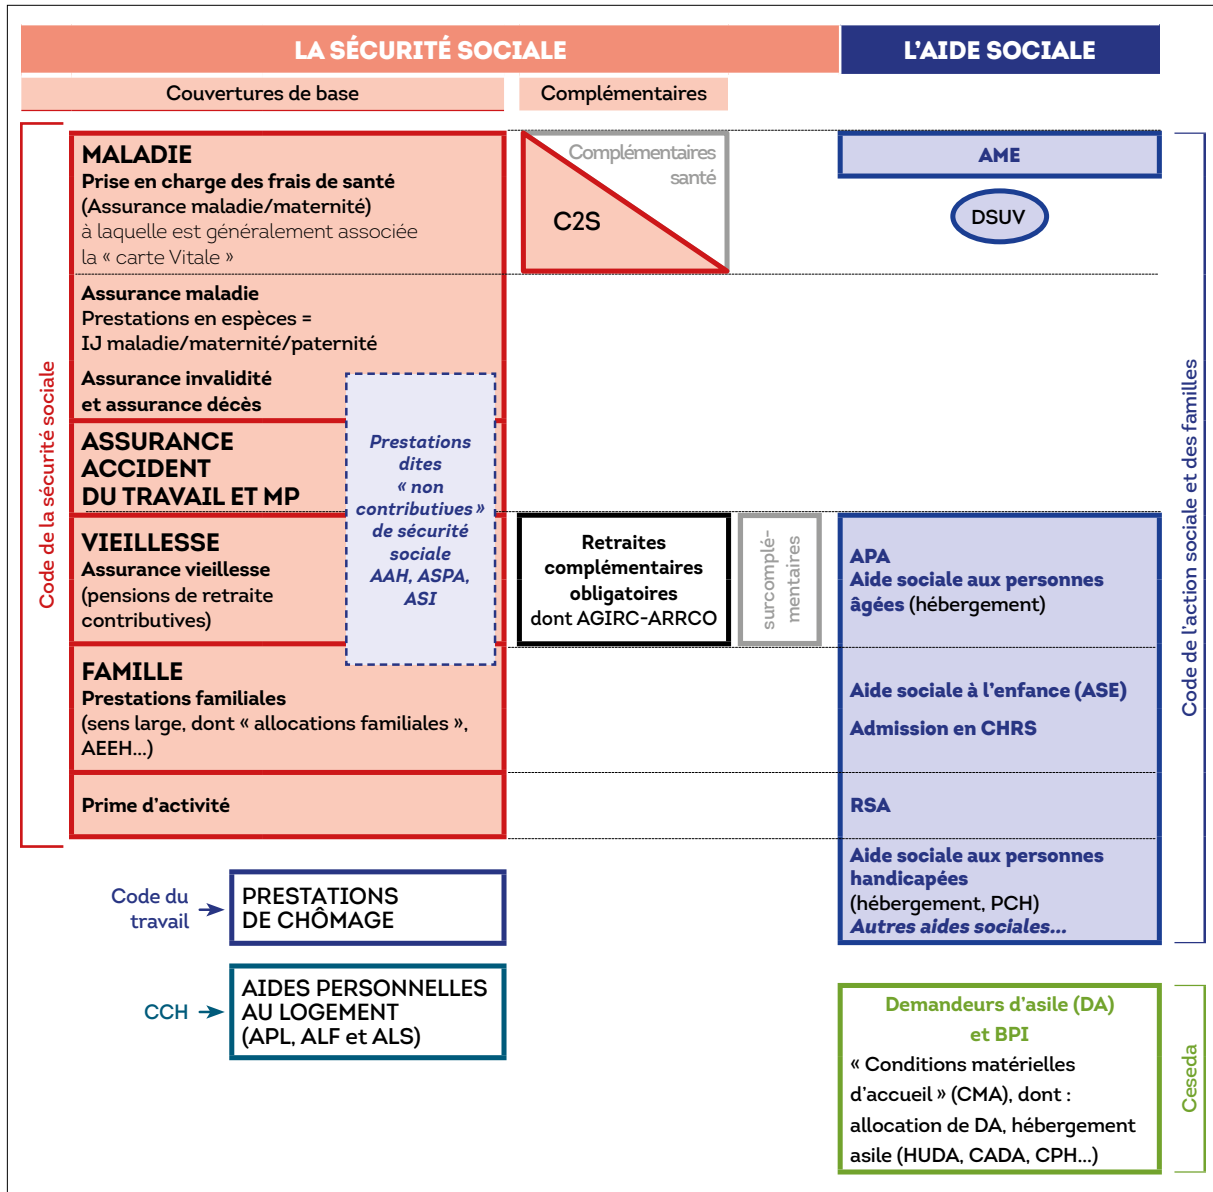 LA SÉCURITÉ SOCIALE
L'AIDE SOCIALE
Couvertures de base
Complémentaires
Code de la sécurité sociale
MALADIE
Prise en charge des frais de santé
(Assurance maladie/maternité)
à laquelle est généralement associée
la « carte Vitale »
Complémentaires
santé
C2S
AME
DSUV
Assurance maladie
Prestations en espèces =
IJ maladie/maternité/paternité
Assurance invalidité
et assurance décès
ASSURANCE
ACCIDENT
DU TRAVAIL ET MP
Prestations
dites
« non
contributives »
de sécurité
sociale
AAH, ASPA,
ASI
VIEILLESSE
Assurance vieillesse
(pensions de retraite
contributives)
Retraites
complémentaires
obligatoires
dont AGIRC-ARRCO
surcomplé-
mentaires
APA
Aide sociale aux personnes
âgées (hébergement)
FAMILLE
Prestations familiales
(sens large, dont « allocations familiales »,
AEEH...)
Aide sociale à l'enfance (ASE)
Admission en CHRS
Prime d'activité
RSA
Aide sociale aux personnes
handicapées
(hébergement, PCH)
Autres aides sociales...
Code de l'action sociale et des familles
Code du
travail
PRESTATIONS
DE CHÔMAGE
CCH
AIDES PERSONNELLES
AU LOGEMENT
(APL, ALF et ALS)
Demandeurs d'asile (DA)
et BPI
« Conditions matérielles
d'accueil » (CMA), dont :
allocation de DA, hébergement
asile (HUDA, CADA, CPH...)
Ceseda